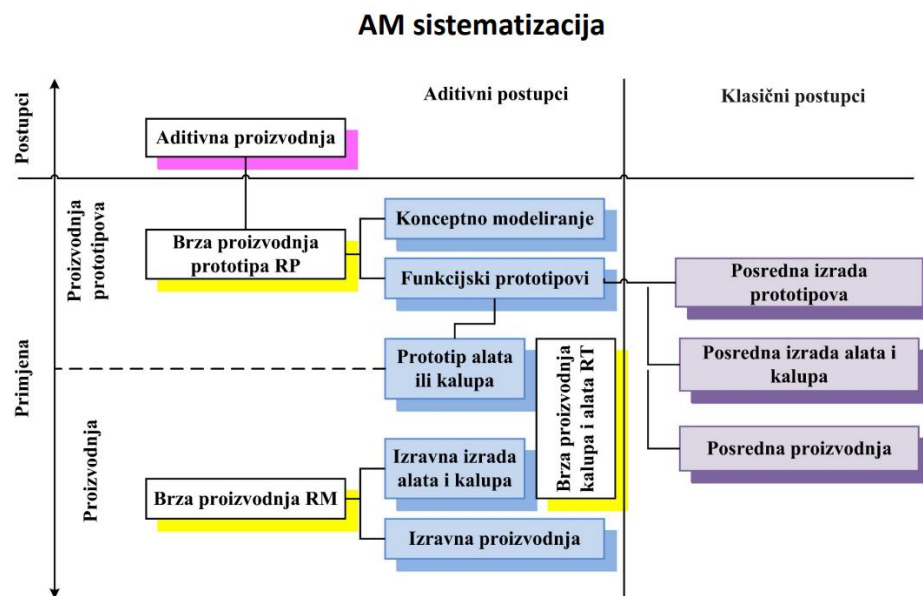 AM sistematizacija
Postupci
Aditivni postupci
Klasični postupci
Aditivna proizvodnja
Primjena
Proizvodnja
prototipova
Brza proizvodnja
prototipa RP
Konceptno modeliranje
Funkcijski prototipovi
Posredna izrada
prototipova
Prototip alata
ili kalupa
Brza proizvodnja
kalupa i alata RT
Posredna izrada alata i
kalupa
Proizvodnja
Brza proizvodnja RM
Izravna izrada
alata i kalupa
Posredna proizvodnja
Izravna proizvodnja